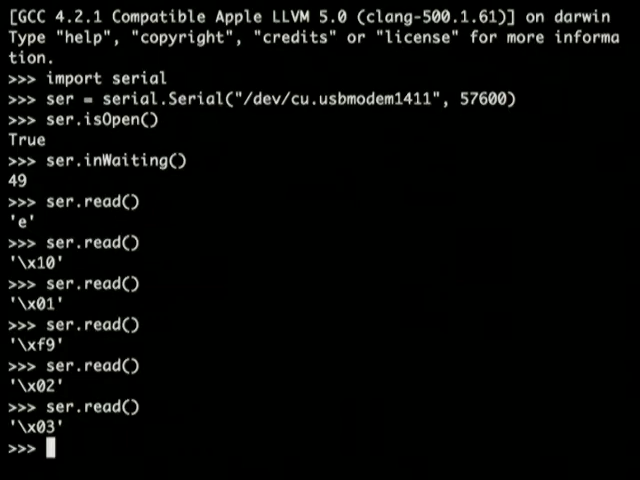 [GCC 4.2.1 Compatible Apple LLVM 5.0 (clang-500.1.61)] on darwin
Type "help", "copyright", "credits" or "license" for more informa
tion.
>>> import serial
>>> ser = serial.Serial("/dev/cu.usbmodem1411", 57600)
>>> ser.isOpen()
True
>>> ser.inWaiting()
49
>>> ser.read()
'e'
>>> ser.read()
'\x10'
>>> ser.read()
'\x01'
>>> ser.read()
'\xf9'
>>> ser.read()
'\x02'
>>> ser.read()
'\x03'
>>>